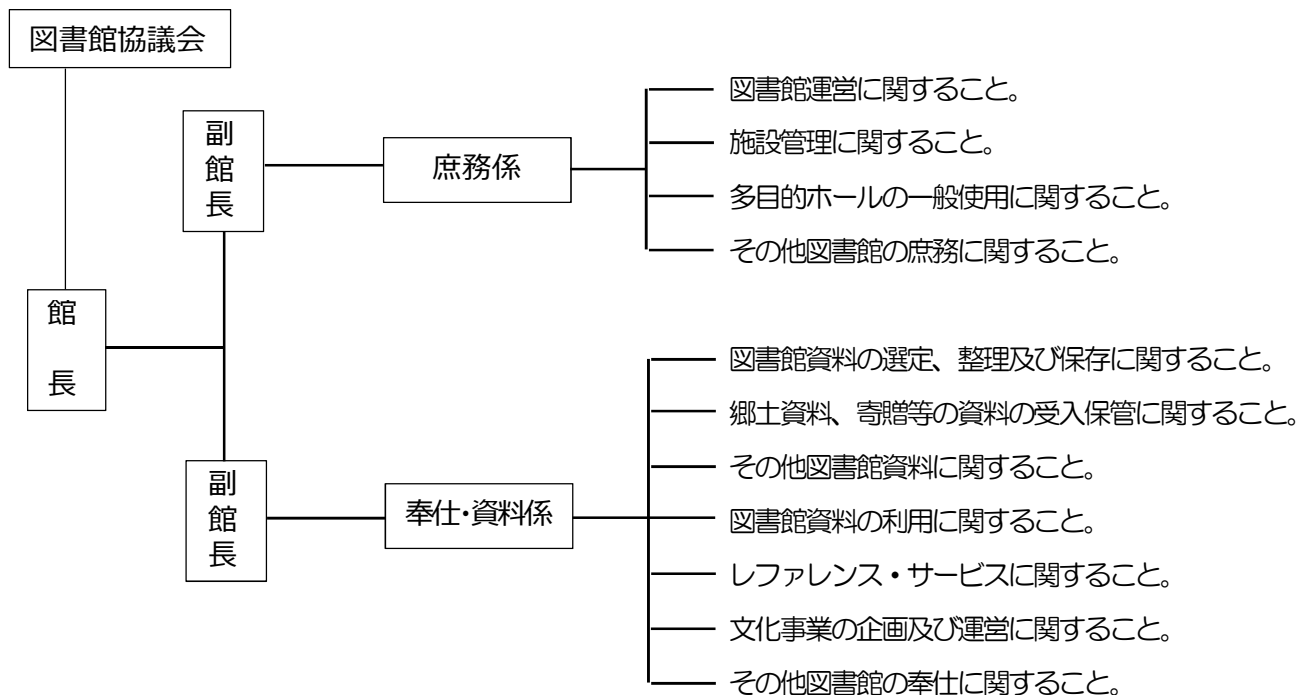 図書館協議会
館長
副館長
庶務係
図書館運営に関すること。
施設管理に関すること。
多目的ホールの一般使用に関すること。
その他図書館の庶務に関すること。
副館長
奉仕・資料係
図書館資料の選定、整理及び保存に関すること。
郷土資料、寄贈等の資料の受入保管に関すること。
その他図書館資料に関すること。
図書館資料の利用に関すること。
レファレンス・サービスに関すること。
文化事業の企画及び運営に関すること。
その他図書館の奉仕に関すること。